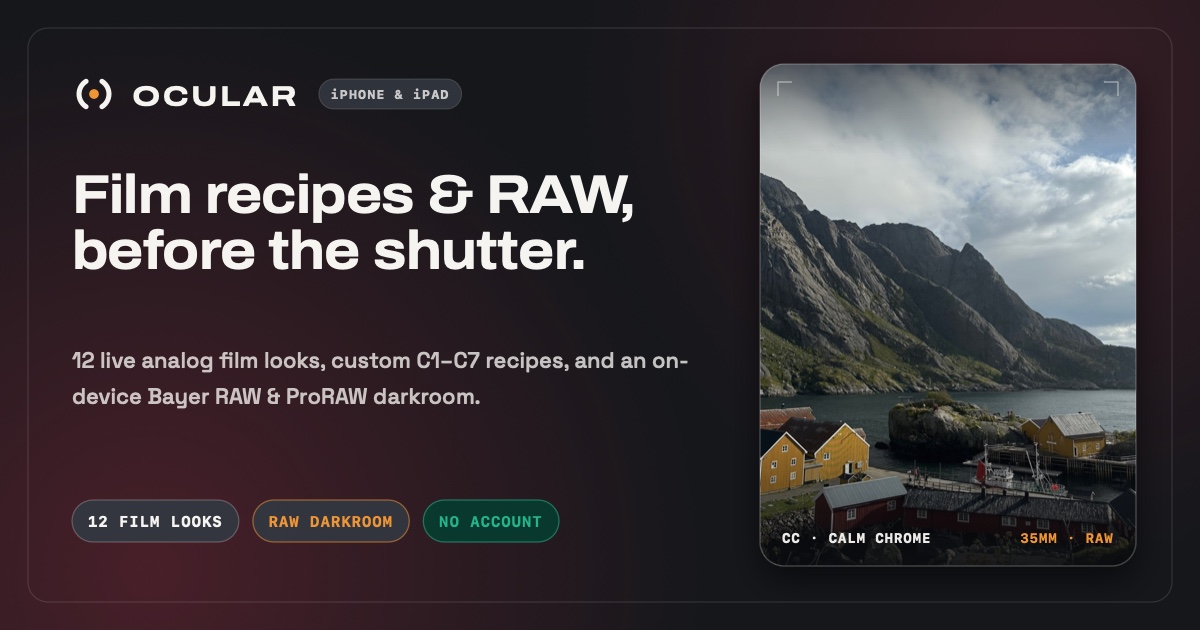 OCULAR
iPHONE & iPAD
Film recipes & RAW,
before the shutter.
12 live analog film looks, custom C1–C7 recipes, and an on-
device Bayer RAW & ProRAW darkroom.
12 FILM LOOKS
RAW DARKROOM
NO ACCOUNT
CC · CALM CHROME
35MM · RAW